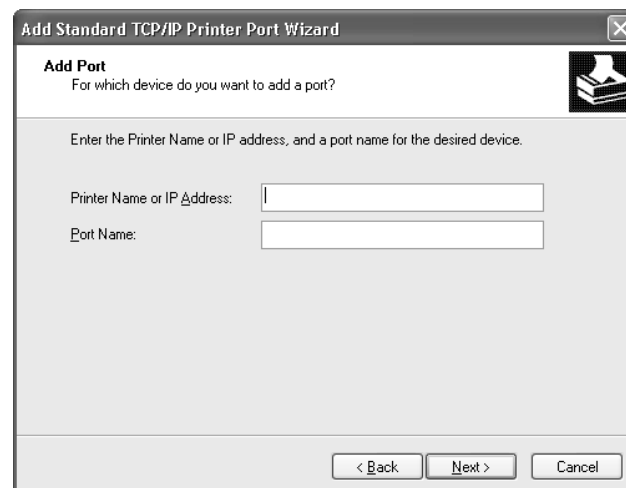 Add Standard TCP/IP Printer Port Wizard
Add Port
For which device do you want to add a port?
Enter the Printer Name or IP address, and a port name for the desired device.
Printer Name or IP Address:
Port Name:
< Back
Next >
Cancel